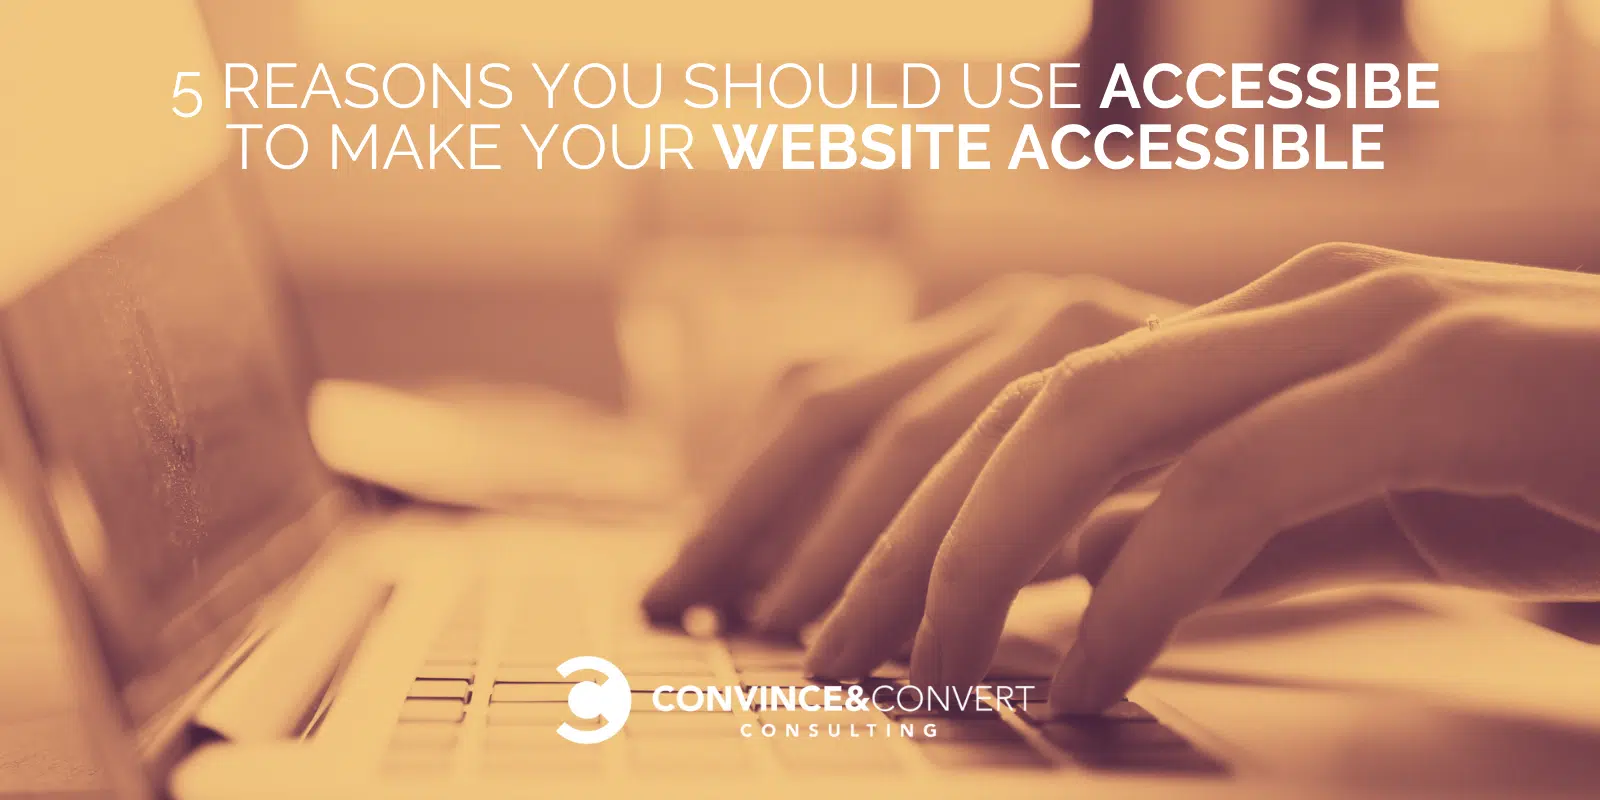 5 REASONS YOU SHOULD USE ACCESSIBE
TO MAKE YOUR WEBSITE ACCESSIBLE
CONVINCE&CONVERT
CONSULTING